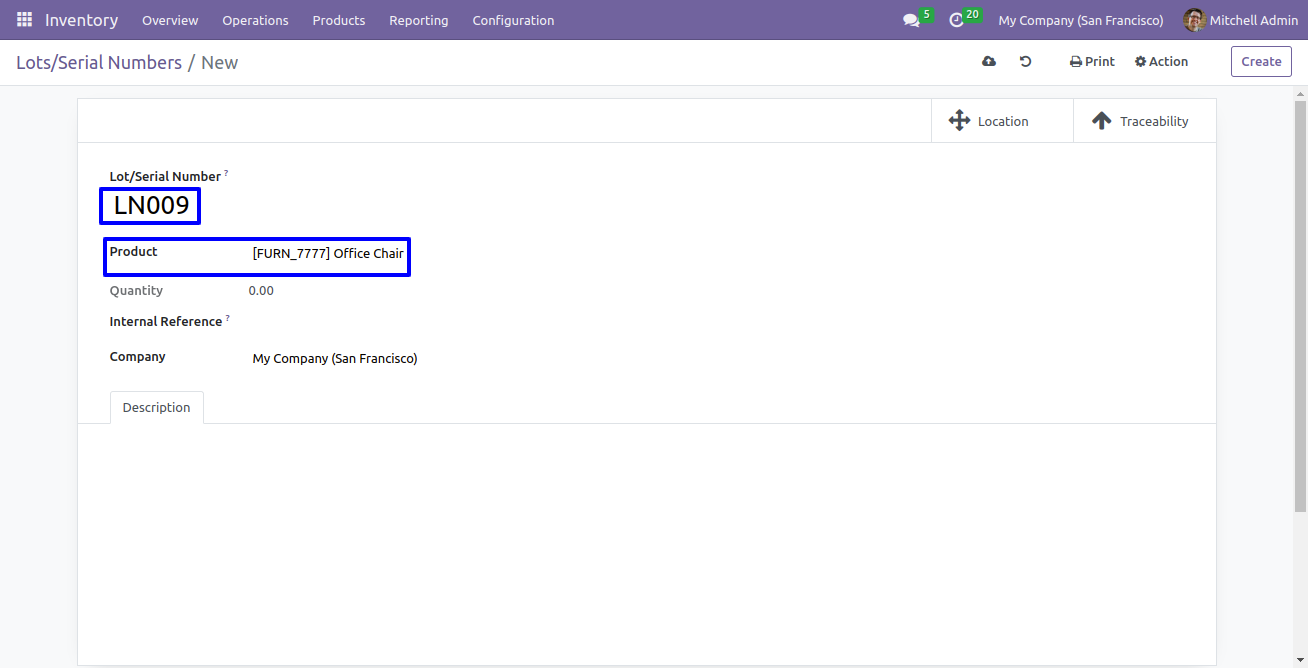 Inventory Overview Operations Products Reporting Configuration 5 20 My Company (San Francisco) Mitchell Admin
Lots/Serial Numbers / New Print Action Create
Location Traceability
Lot/Serial Number ?
LN009
Product [FURN_7777] Office Chair
Quantity 0.00
Internal Reference ?
Company My Company (San Francisco)
Description